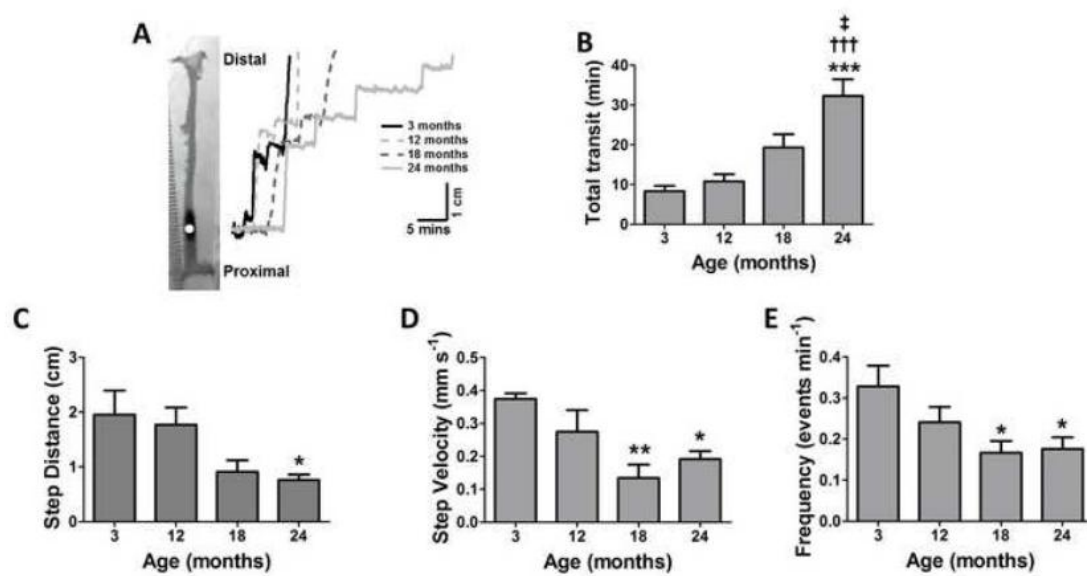 A
Distal
Proximal
3 months
12 months
18 months
24 months
5 mins
1 cm
B
‡
†††
***
Total transit (min)
40
30
20
10
0
3 12 18 24
Age (months)
C
Step Distance (cm)
3
2
1
0
*
3 12 18 24
Age (months)
D
Step Velocity (mm s⁻¹)
0.5
0.4
0.3
0.2
0.1
0.0
**
*
3 12 18 24
Age (months)
E
Frequency (events min⁻¹)
0.4
0.3
0.2
0.1
0.0
*
*
3 12 18 24
Age (months)